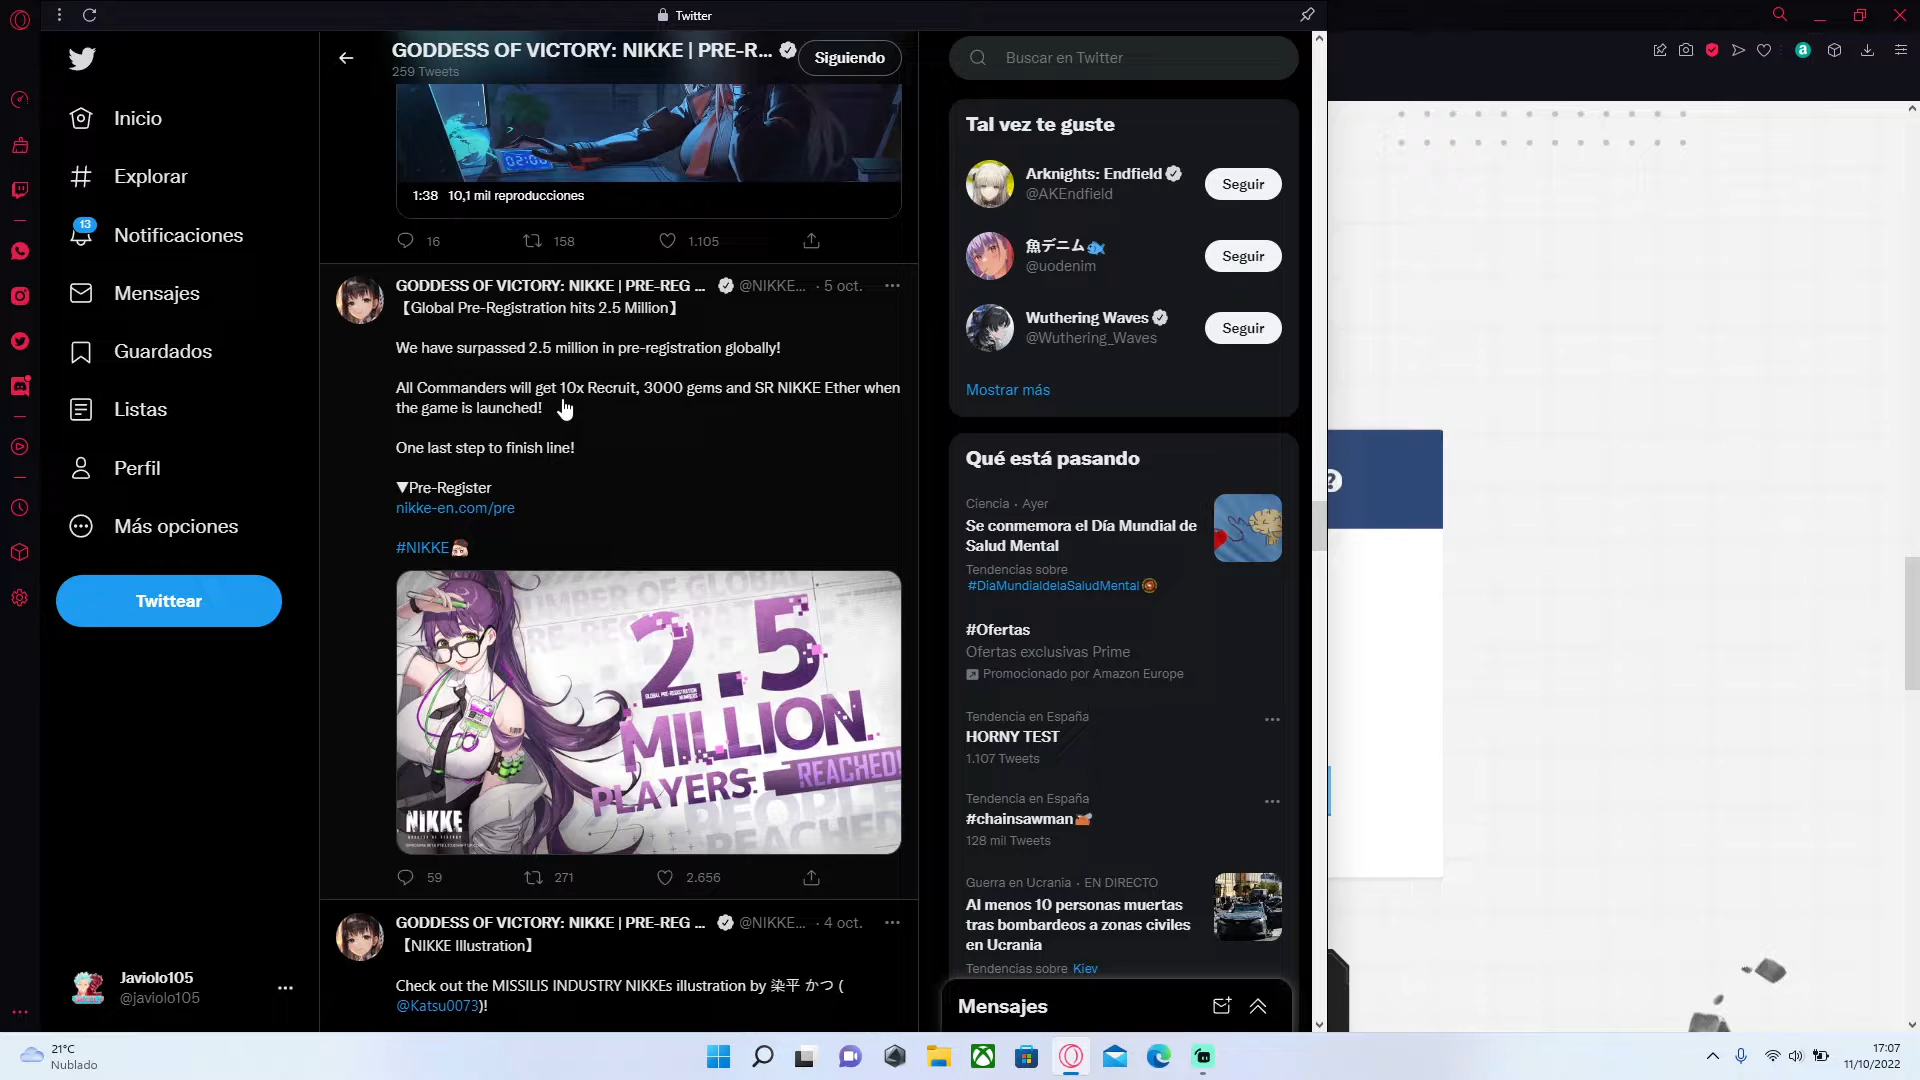 Twitter
Inicio
Explorar
13
Notificaciones
Mensajes
Guardados
Listas
Perfil
Más opciones
Twittear
Javiolo105
@javiolo105
GODDESS OF VICTORY: NIKKE | PRE-R...
259 Tweets
Siguiendo
02:00
1:38 10,1 mil reproducciones
16 158 1.105
GODDESS OF VICTORY: NIKKE | PRE-REG ... @NIKKE... · 5 oct.
【Global Pre-Registration hits 2.5 Million】
We have surpassed 2.5 million in pre-registration globally!
All Commanders will get 10x Recruit, 3000 gems and SR NIKKE Ether when
the game is launched!
One last step to finish line!
▼Pre-Register
nikke-en.com/pre
#NIKKE
2.5
MILLION
PLAYERS REACHED!
NIKKE
59 271 2.656
GODDESS OF VICTORY: NIKKE | PRE-REG ... @NIKKE... · 4 oct.
【NIKKE Illustration】
Check out the MISSILIS INDUSTRY NIKKEs illustration by 染平 かつ (
@Katsu0073)!
Buscar en Twitter
Tal vez te guste
Arknights: Endfield
@AKEndfield
Seguir
魚デニム
@uodenim
Seguir
Wuthering Waves
@Wuthering_Waves
Seguir
Mostrar más
Qué está pasando
Ciencia · Ayer
Se conmemora el Día Mundial de
Salud Mental
Tendencias sobre
#DiaMundialdelaSaludMental
#Ofertas
Ofertas exclusivas Prime
Promocionado por Amazon Europe
Tendencia en España
HORNY TEST
1.107 Tweets
Tendencia en España
#chainsawman
128 mil Tweets
Guerra en Ucrania · EN DIRECTO
Al menos 10 personas muertas
tras bombardeos a zonas civiles
en Ucrania
Tendencias sobre Kiev
Mensajes
?
21°C
Nublado
17:07
11/10/2022